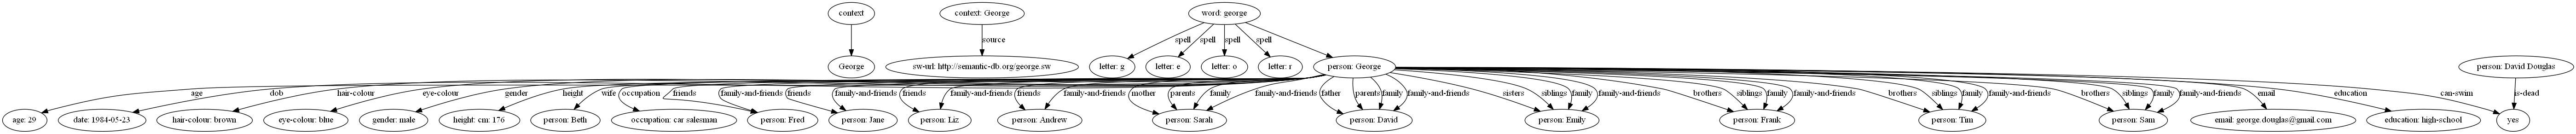 context
context: George
word: george
source
spell
spell
spell
spell
George
sw-url: http://semantic-db.org/george.sw
letter: g
letter: e
letter: o
letter: r
person: George
person: David Douglas
age
dob
hair-colour
eye-colour
gender
height
wife
occupation
friends
family-and-friends
friends
family-and-friends
friends
family-and-friends
friends
family-and-friends
mother
parents
family
family-and-friends
father
parents
family
family-and-friends
sisters
siblings
family
family-and-friends
brothers
siblings
family
family-and-friends
brothers
siblings
family
family-and-friends
brothers
siblings
family
family-and-friends
email
education
can-swim
is-dead
age: 29
date: 1984-05-23
hair-colour: brown
eye-colour: blue
gender: male
height: cm: 176
person: Beth
occupation: car salesman
person: Fred
person: Jane
person: Liz
person: Andrew
person: Sarah
person: David
person: Emily
person: Frank
person: Tim
person: Sam
email: george.douglas@gmail.com
education: high-school
yes